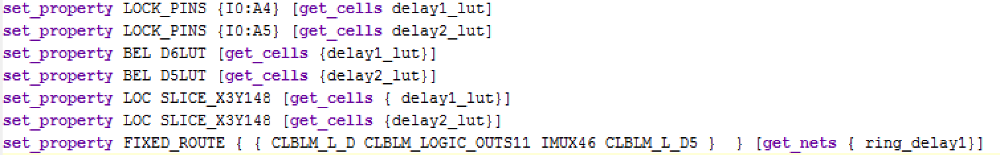 set_property LOCK_PINS {I0:A4} [get_cells delay1_lut]
set_property LOCK_PINS {I0:A5} [get_cells delay2_lut]
set_property BEL D6LUT [get_cells {delay1_lut}]
set_property BEL D5LUT [get_cells {delay2_lut}]
set_property LOC SLICE_X3Y148 [get_cells { delay1_lut}]
set_property LOC SLICE_X3Y148 [get_cells {delay2_lut}]
set_property FIXED_ROUTE { { CLBLM_L_D CLBLM_LOGIC_OUTS11 IMUX46 CLBLM_L_D5 }  } [get_nets { ring_delay1}]